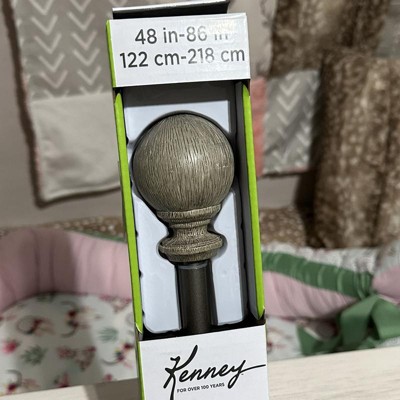 48 in-86 in
122 cm-218 cm
Kenney
FOR OVER 100 YEARS